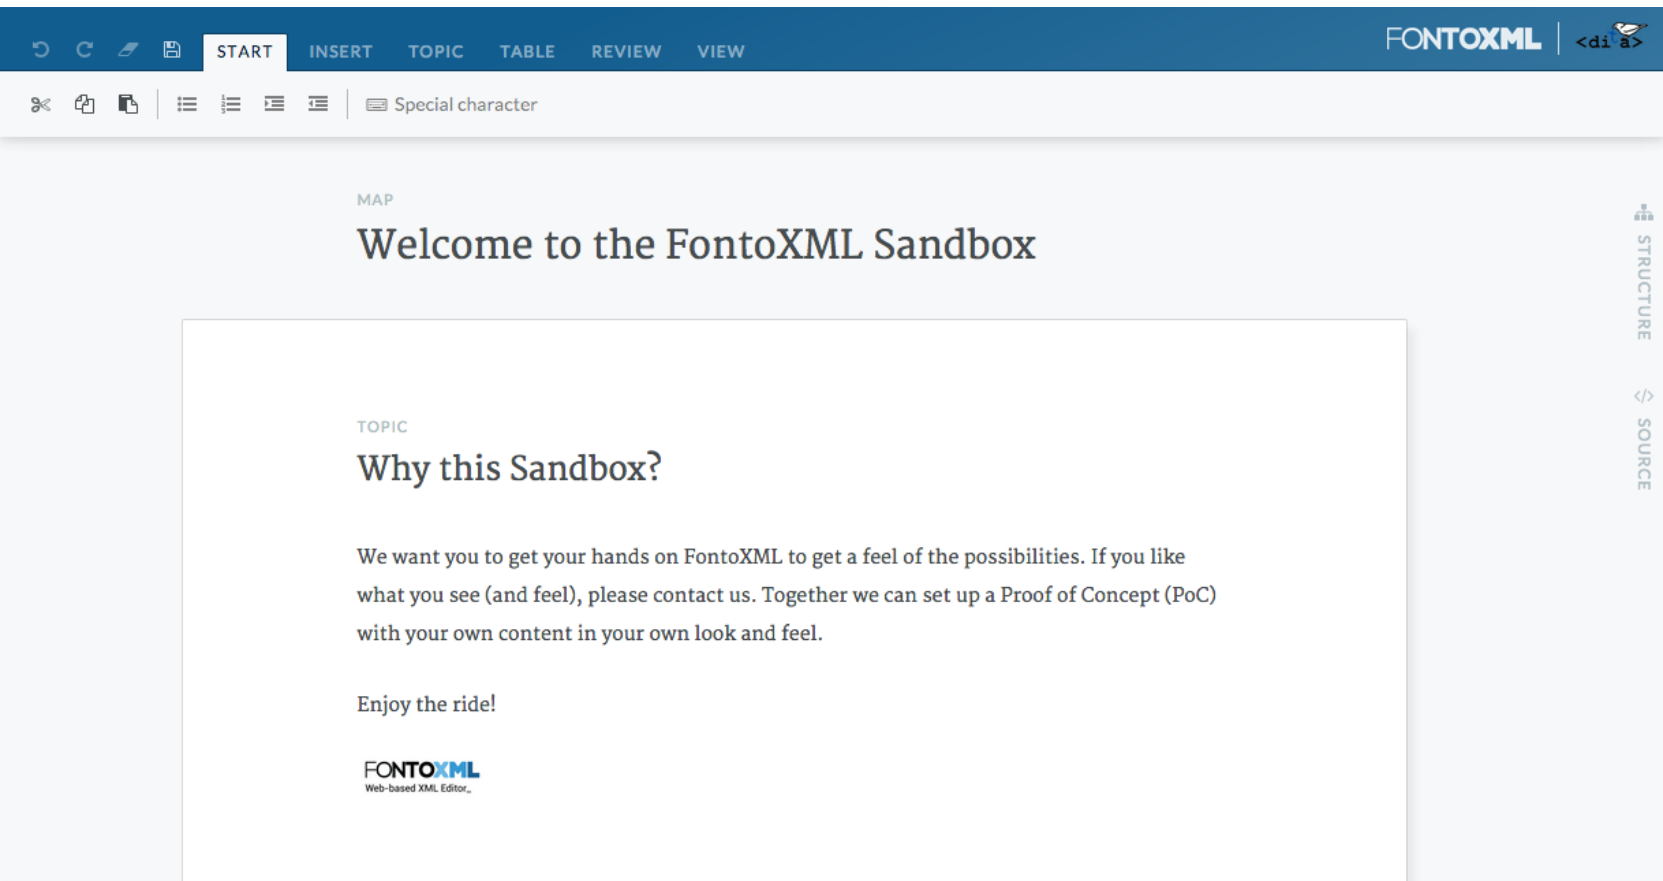 START INSERT TOPIC TABLE REVIEW VIEW
FONTOXML <dita>
Special character
MAP
Welcome to the FontoXML Sandbox
STRUCTURE
SOURCE
TOPIC
Why this Sandbox?
We want you to get your hands on FontoXML to get a feel of the possibilities. If you like
what you see (and feel), please contact us. Together we can set up a Proof of Concept (PoC)
with your own content in your own look and feel.
Enjoy the ride!
FONTOXML
Web-based XML Editor_